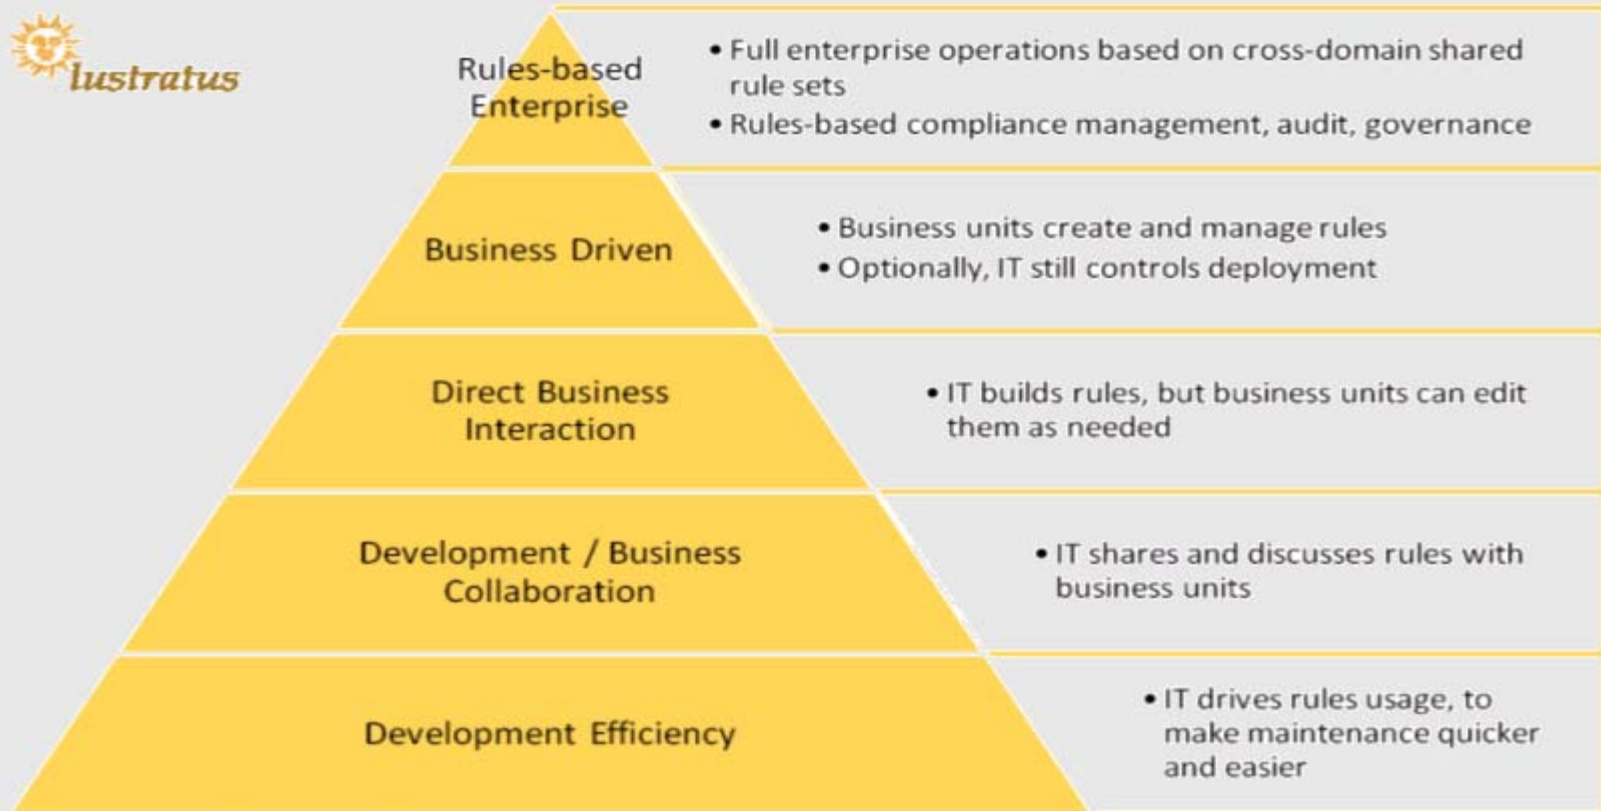 lustratus
Rules-based
Enterprise
• Full enterprise operations based on cross-domain shared
rule sets
• Rules-based compliance management, audit, governance
Business Driven
• Business units create and manage rules
• Optionally, IT still controls deployment
Direct Business
Interaction
• IT builds rules, but business units can edit
them as needed
Development / Business
Collaboration
• IT shares and discusses rules with
business units
Development Efficiency
• IT drives rules usage, to
make maintenance quicker
and easier